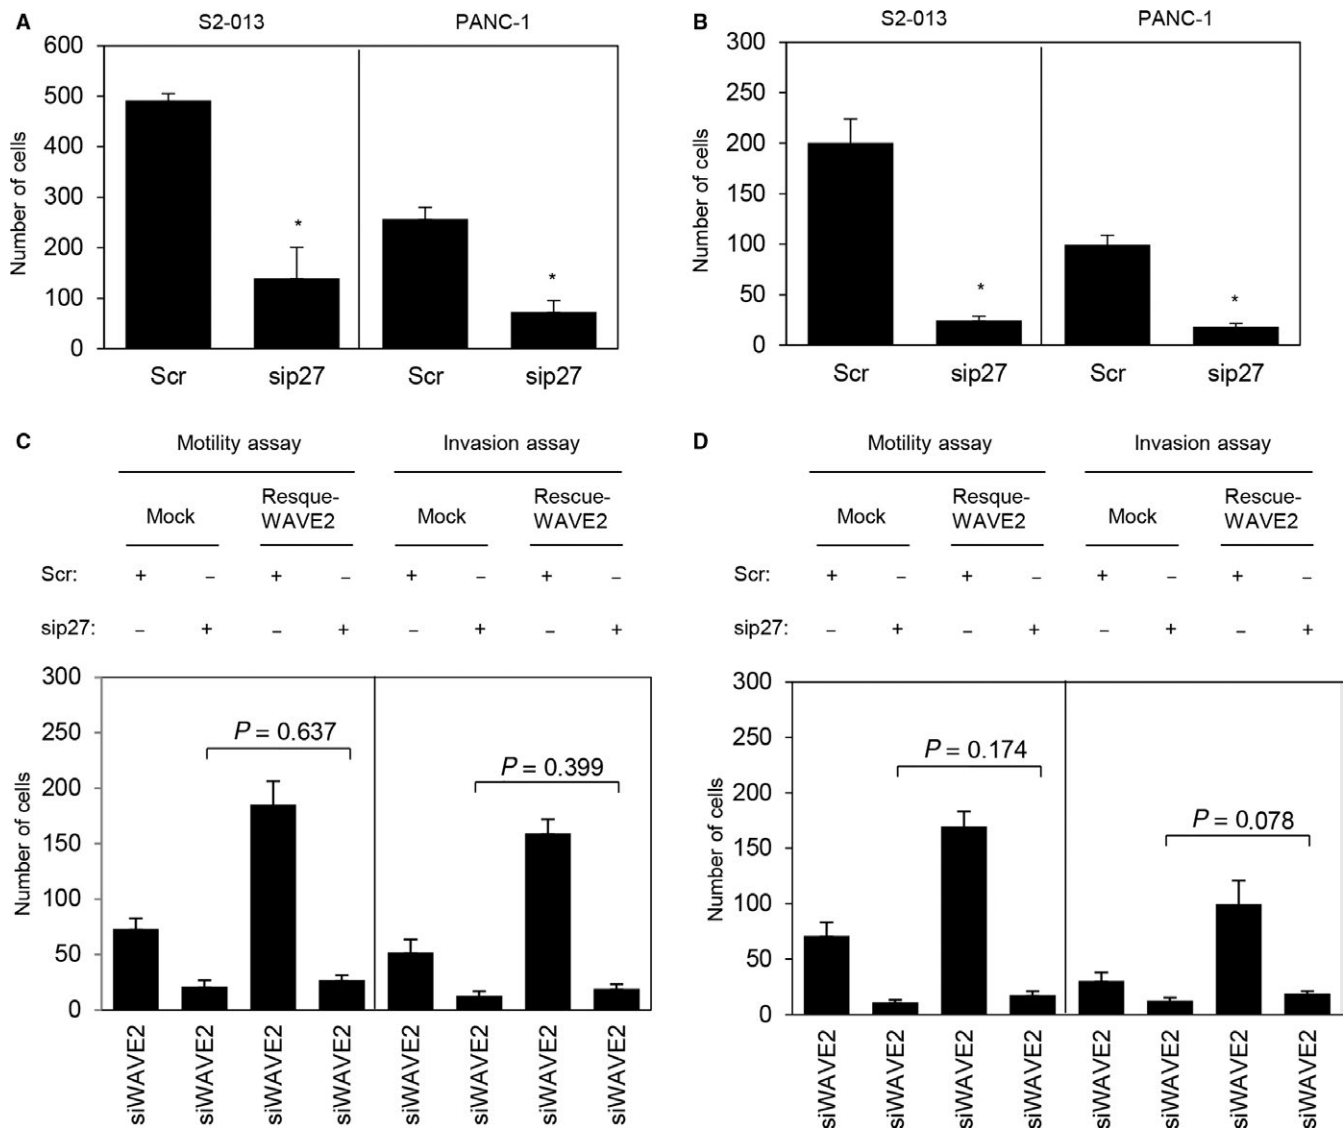 A
S2-013
PANC-1
600
500
400
300
200
100
0
Number of cells
*
*
Scr
sip27
Scr
sip27
B
S2-013
PANC-1
300
250
200
150
100
50
0
Number of cells
*
*
Scr
sip27
Scr
sip27
C
Motility assay
Invasion assay
Mock
Resque-
WAVE2
Mock
Rescue-
WAVE2
Scr: + – + – + – + –
sip27: – + – + – + – +
300
250
200
150
100
50
0
Number of cells
P = 0.637
P = 0.399
siWAVE2
siWAVE2
siWAVE2
siWAVE2
siWAVE2
siWAVE2
siWAVE2
siWAVE2
D
Motility assay
Invasion assay
Mock
Resque-
WAVE2
Mock
Rescue-
WAVE2
Scr: + – + – + – + –
sip27: – + – + – + – +
300
250
200
150
100
50
0
Number of cells
P = 0.174
P = 0.078
siWAVE2
siWAVE2
siWAVE2
siWAVE2
siWAVE2
siWAVE2
siWAVE2
siWAVE2